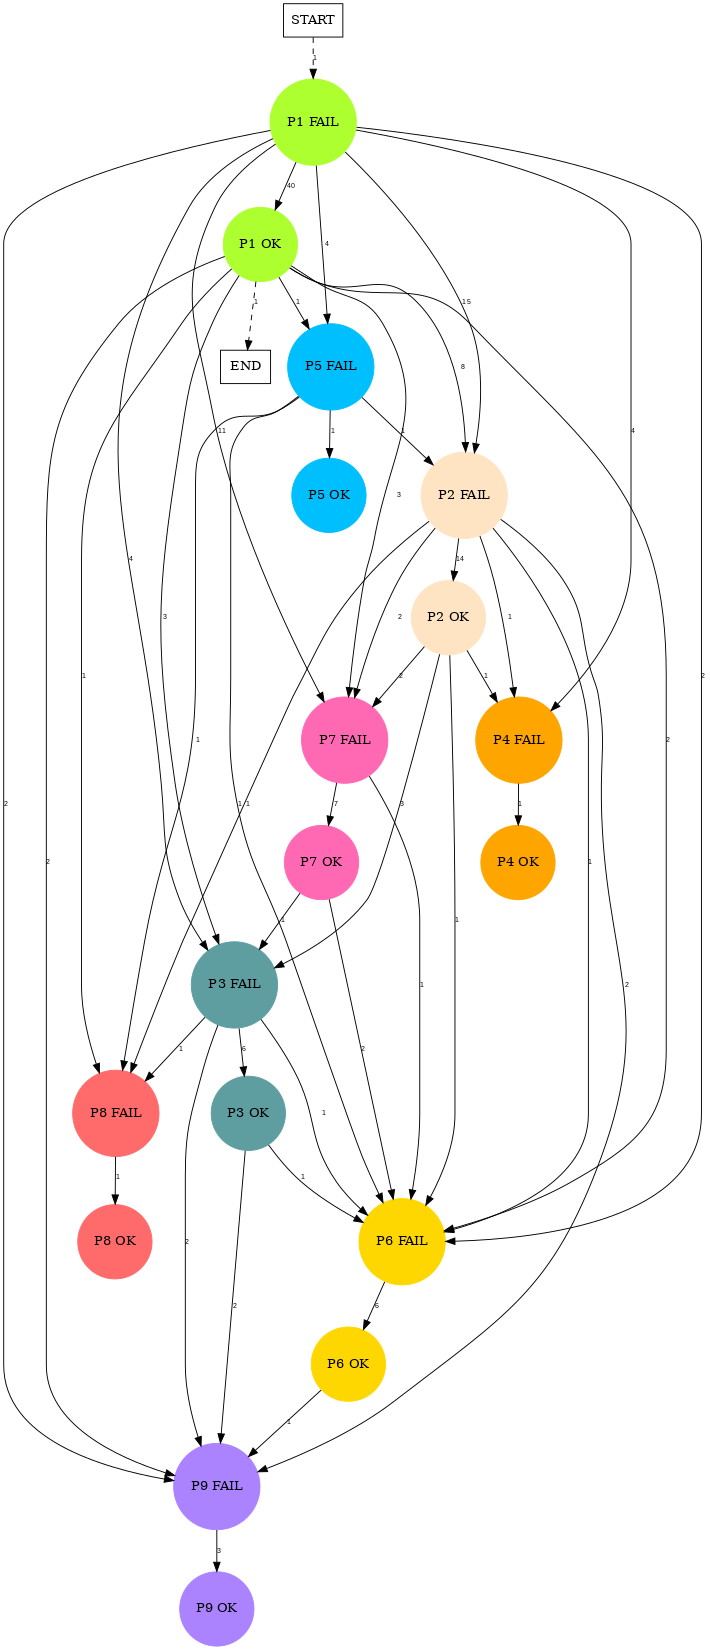 START
1
P1 FAIL
40
P1 OK
4
15
1
1
8
END
P5 FAIL
11
1
1
4
3
P5 OK
P2 FAIL
4
3
14
2
1
P2 OK
1
2
1
2
2
P7 FAIL
P4 FAIL
1
2
2
7
1 1
3
1
P7 OK
P4 OK
2
1
1
1
P3 FAIL
1
2
1
6
2
1
P8 FAIL
P3 OK
1
1
P8 OK
2
P6 FAIL
2
6
P6 OK
1
P9 FAIL
3
P9 OK